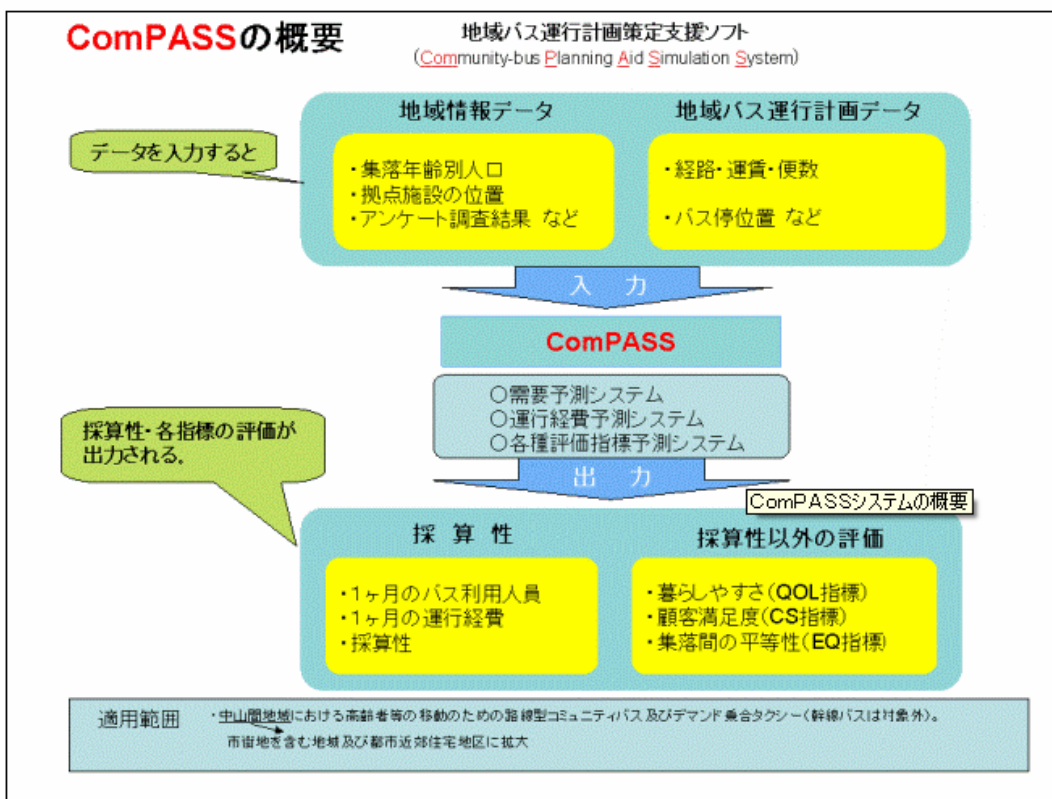 ComPASSの概要
地域バス運行計画策定支援ソフト
(Community-bus Planning Aid Simulation System)
データを入力すると
地域情報データ
・集落年齢別人口
・拠点施設の位置
・アンケート調査結果 など
地域バス運行計画データ
・経路・運賃・便数
・バス停位置 など
入 力
ComPASS
○需要予測システム
○運行経費予測システム
○各種評価指標予測システム
出 力
ComPASSシステムの概要
採算性・各指標の評価が
出力される。
採 算 性
・1ヶ月のバス利用人員
・1ヶ月の運行経費
・採算性
採算性以外の評価
・暮らしやすさ(QOL指標)
・顧客満足度(CS指標)
・集落間の平等性(EQ指標)
適用範囲
・中山間地域における高齢者等の移動のための路線型コミュニティバス及びデマンド乗合タクシー(幹線バスは対象外)。
市街地を含む地域及び都市近郊住宅地区に拡大